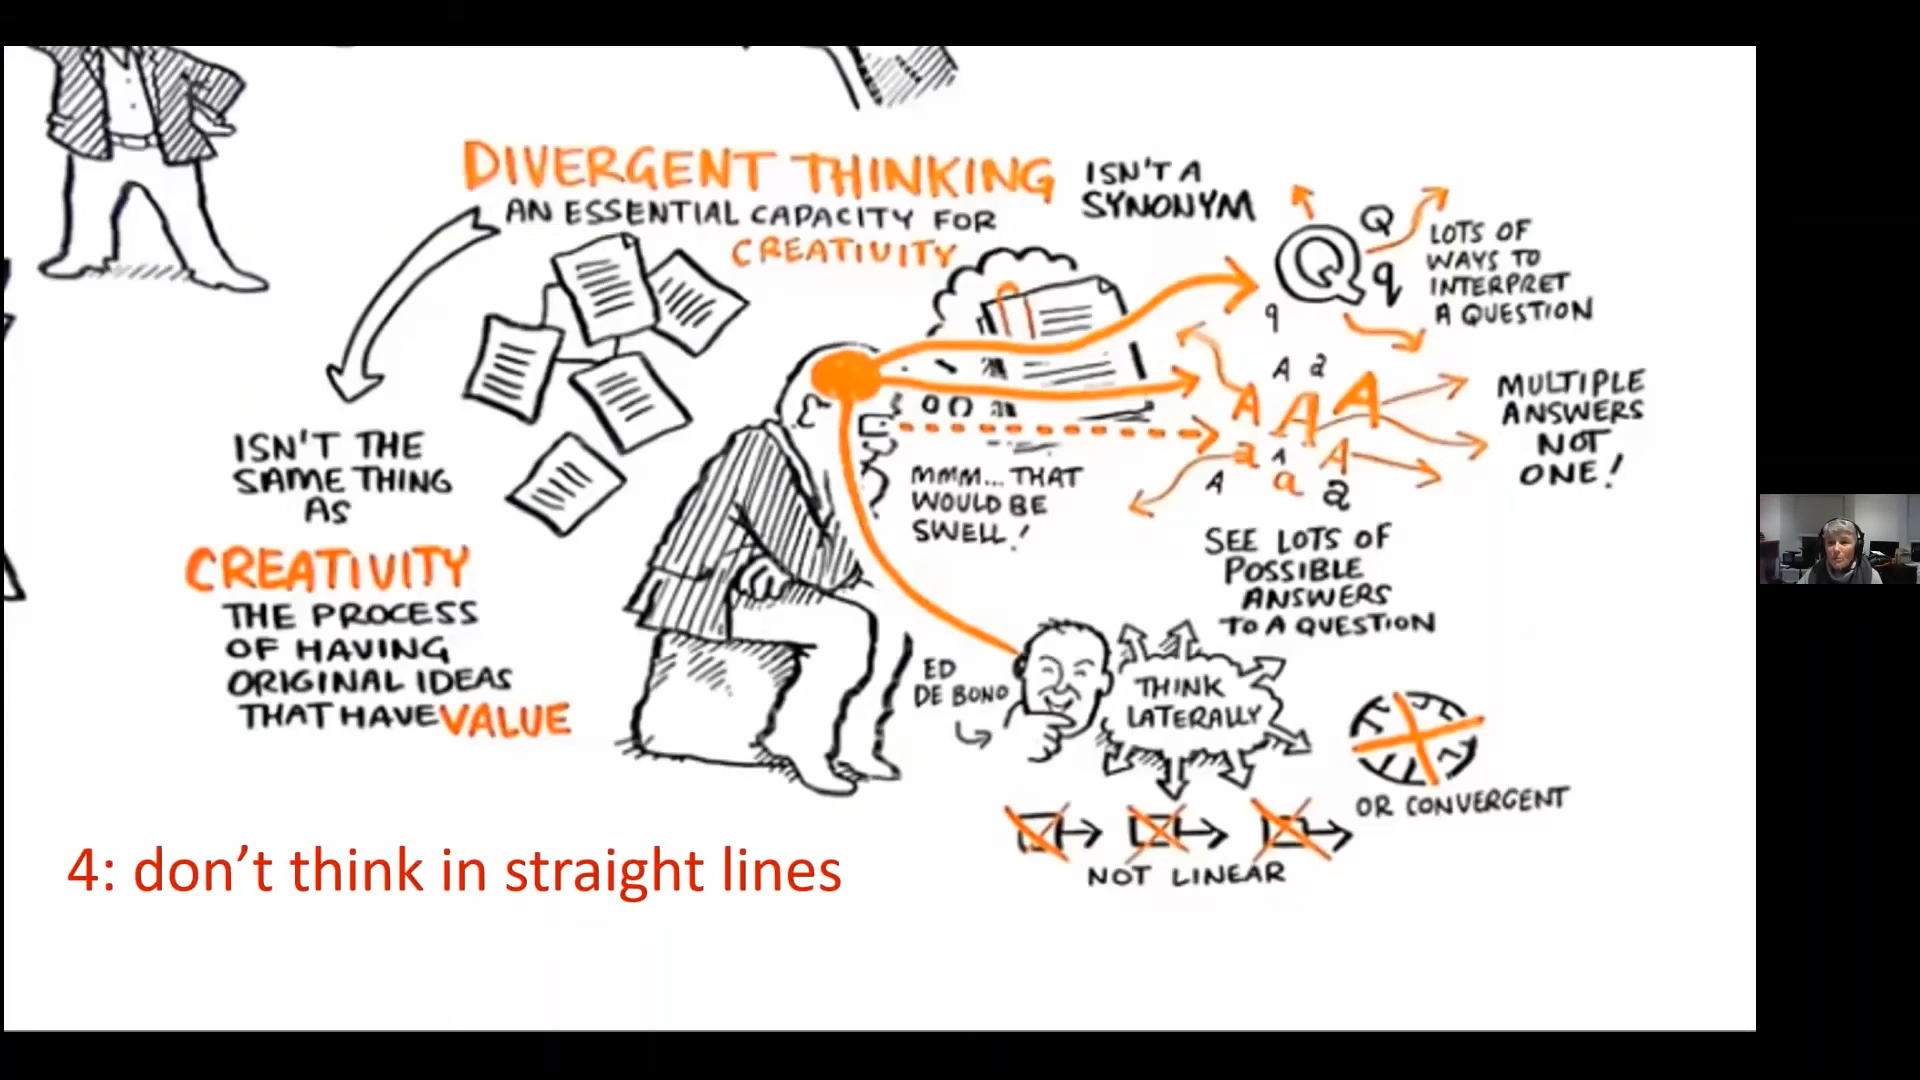 DIVERGENT THINKING
AN ESSENTIAL CAPACITY FOR
CREATIVITY
ISN'T A
SYNONYM
ISN'T THE
SAME THING
AS
CREATIVITY
THE PROCESS
OF HAVING
ORIGINAL IDEAS
THAT HAVE VALUE
Q
Q
q
q
LOTS OF
WAYS TO
INTERPRET
A QUESTION
A a
A A A
a A A
A a a
MULTIPLE
ANSWERS
NOT
ONE!
MMM... THAT
WOULD BE
SWELL!
SEE LOTS OF
POSSIBLE
ANSWERS
TO A QUESTION
ED
DE BONO
THINK
LATERALLY
OR CONVERGENT
NOT LINEAR
4: don't think in straight lines